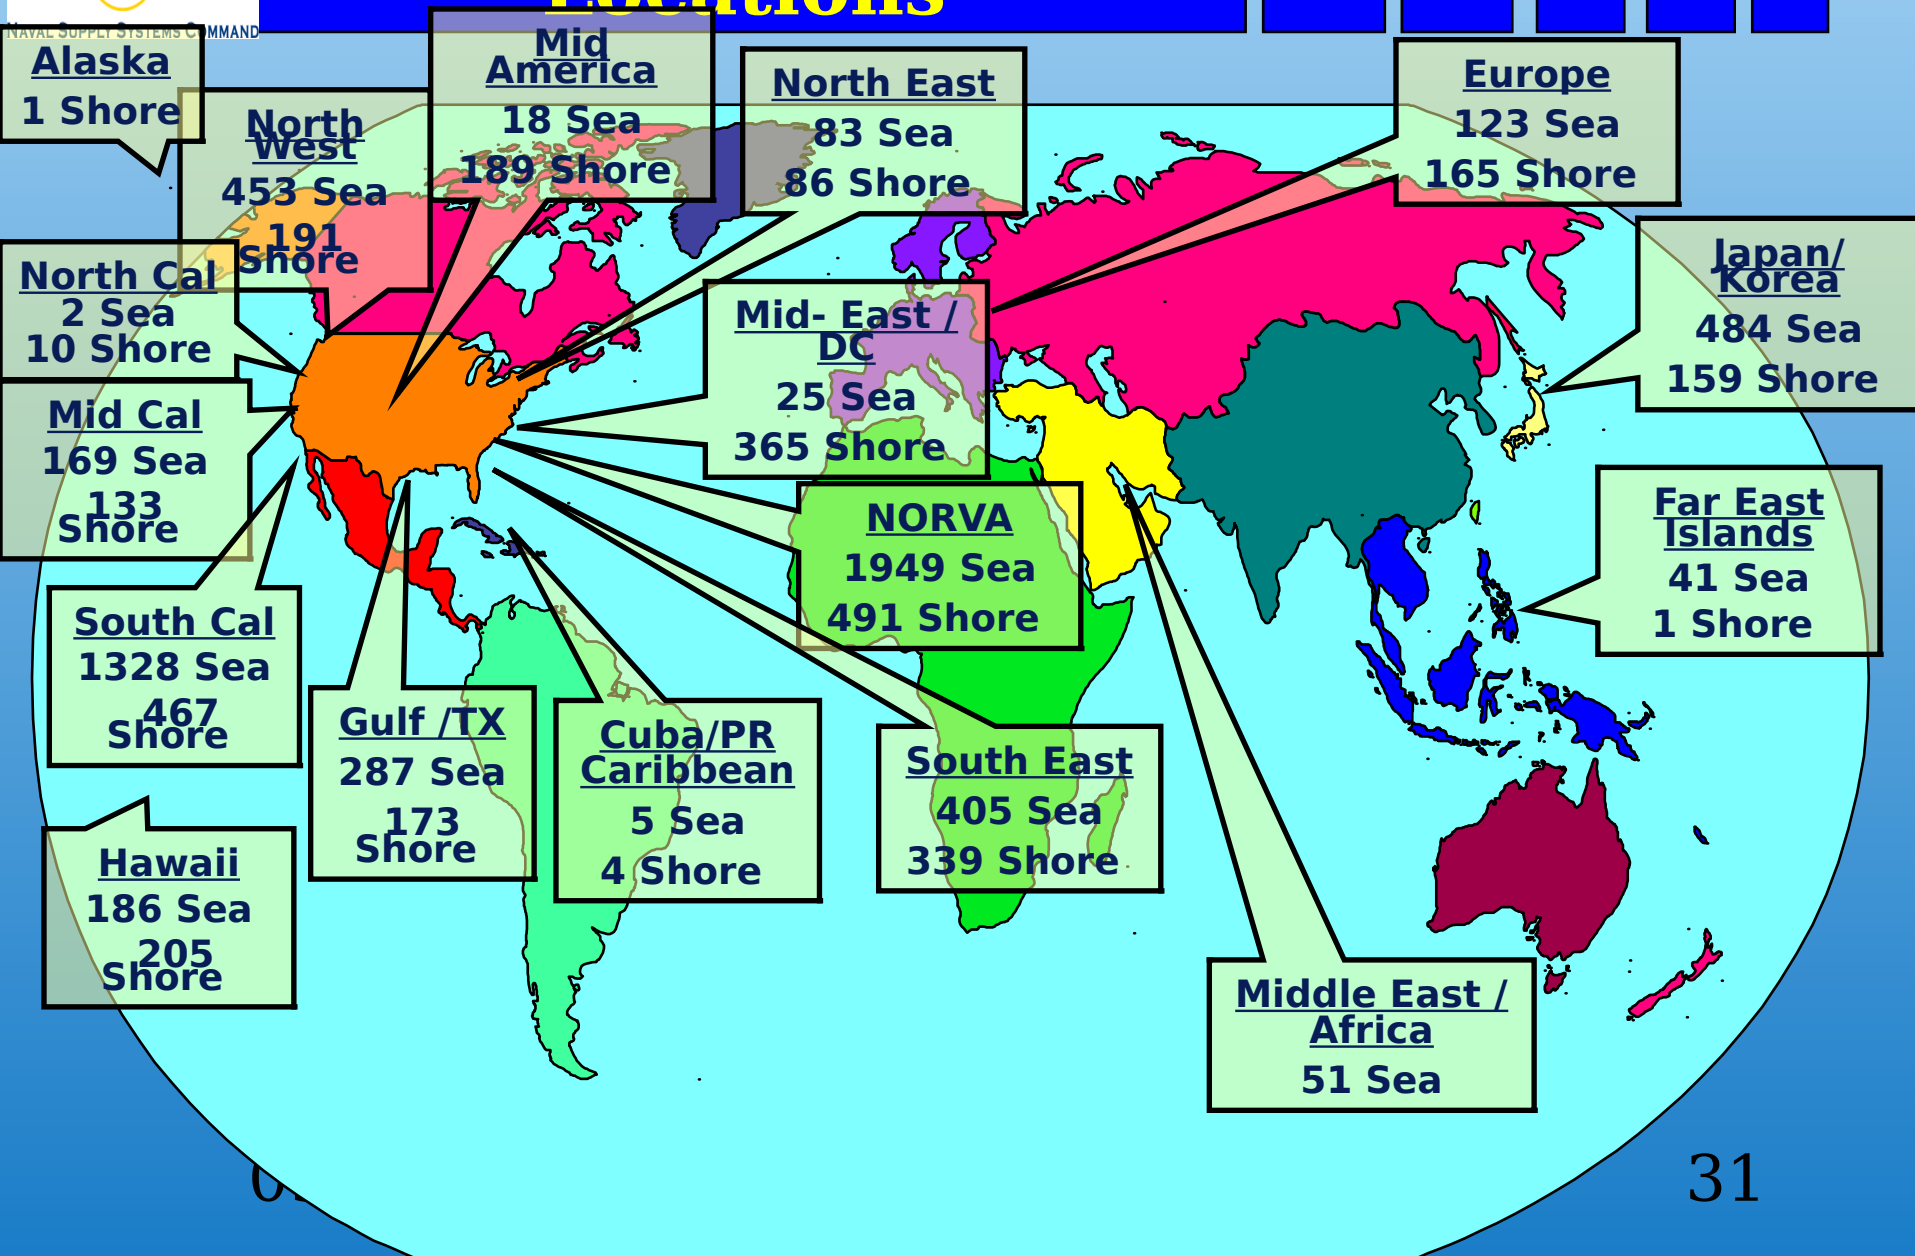 Locations
NAVAL SUPPLY SYSTEMS COMMAND
Alaska
1 Shore
North
West
453 Sea
191
Shore
Mid
America
18 Sea
189 Shore
North East
83 Sea
86 Shore
Europe
123 Sea
165 Shore
North Cal
2 Sea
10 Shore
Mid- East /
DC
25 Sea
365 Shore
Japan/
Korea
484 Sea
159 Shore
Mid Cal
169 Sea
133
Shore
NORVA
1949 Sea
491 Shore
Far East
Islands
41 Sea
1 Shore
South Cal
1328 Sea
467
Shore
Gulf /TX
287 Sea
173
Shore
Cuba/PR
Caribbean
5 Sea
4 Shore
South East
405 Sea
339 Shore
Hawaii
186 Sea
205
Shore
Middle East /
Africa
51 Sea
31